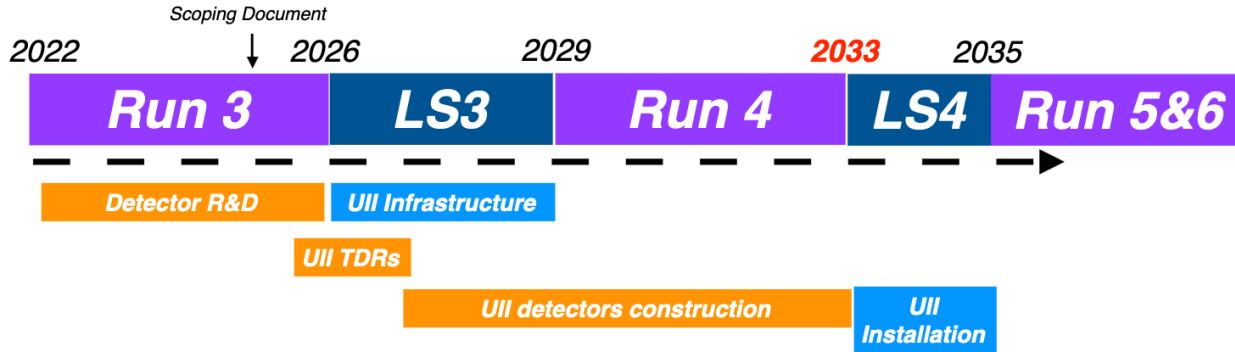 Scoping Document
2022 2026 2029 2033 2035
Run 3 LS3 Run 4 LS4 Run 5&6
Detector R&D UII Infrastructure
UII TDRs
UII detectors construction UII
Installation